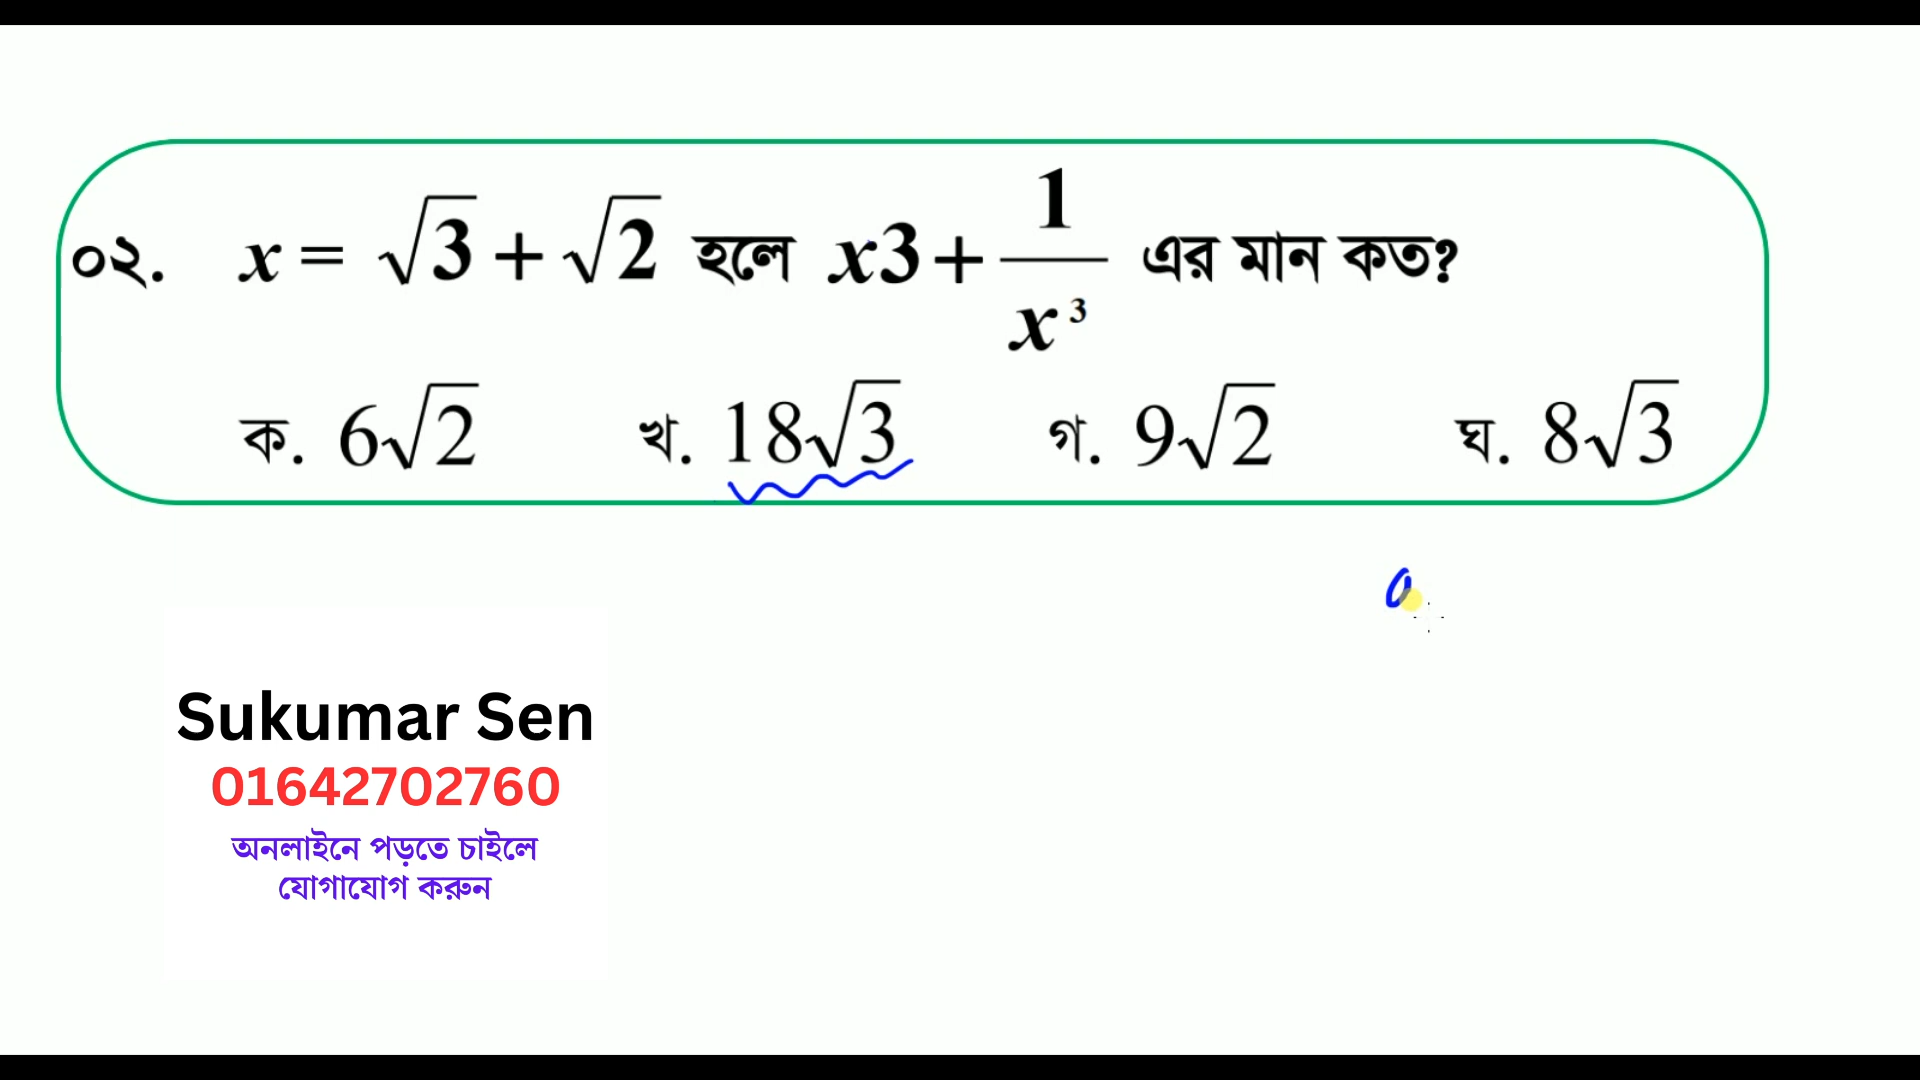 ০২. x = √3 + √2 হলে x3 + 1/x³ এর মান কত?
ক. 6√2 খ. 18√3 গ. 9√2 ঘ. 8√3
Sukumar Sen
01642702760
অনলাইনে পড়তে চাইলে
যোগাযোগ করুন